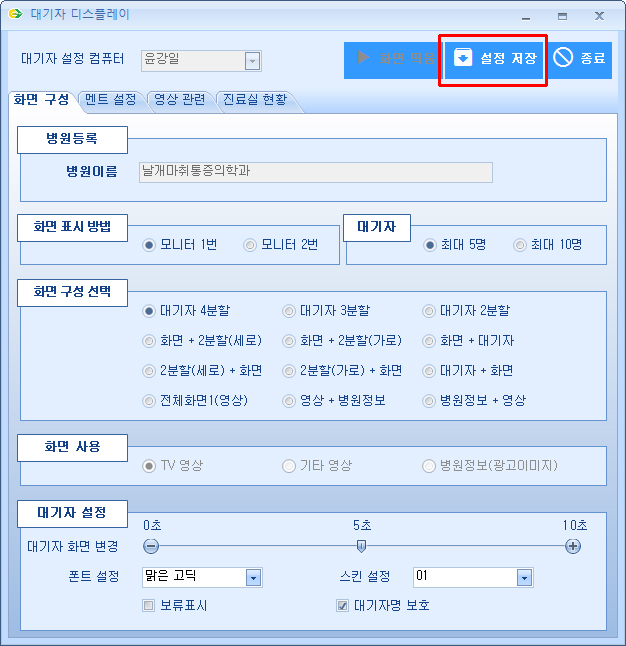 대기자 디스플레이
대기자 설정 컴퓨터 윤강일 설정 저장 종료
화면 구성 멘트 설정 영상 관련 진료실 현황
병원등록
병원이름 날개마취통증의학과
화면 표시 방법 대기자
모니터 1번 모니터 2번 최대 5명 최대 10명
화면 구성 선택
대기자 4분할 대기자 3분할 대기자 2분할
화면 + 2분할(세로) 화면 + 2분할(가로) 화면 + 대기자
2분할(세로) + 화면 2분할(가로) + 화면 대기자 + 화면
전체화면1(영상) 영상 + 병원정보 병원정보 + 영상
화면 사용
TV 영상 기타 영상 병원정보(광고이미지)
대기자 설정
0초 5초 10초
대기자 화면 변경
폰트 설정 맑은 고딕 스킨 설정 01
보류표시 대기자명 보호